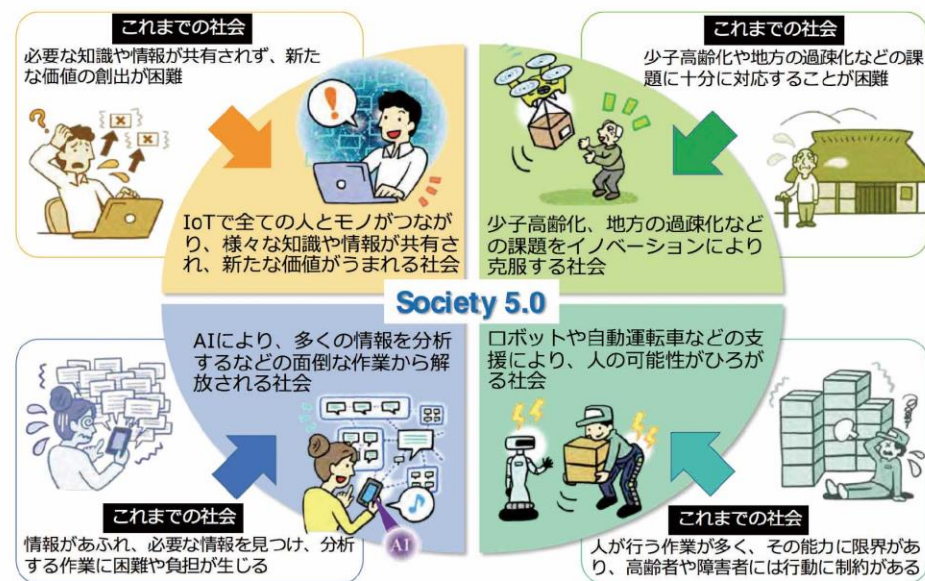 これまでの社会
必要な知識や情報が共有されず、新た
な価値の創出が困難
IoTで全ての人とモノがつなが
り、様々な知識や情報が共有さ
れ、新たな価値がうまれる社会
これまでの社会
少子高齢化や地方の過疎化などの課
題に十分に対応することが困難
少子高齢化、地方の過疎化など
の課題をイノベーションにより
克服する社会
Society 5.0
AIにより、多くの情報を分析
するなどの面倒な作業から解
放される社会
AI
これまでの社会
情報があふれ、必要な情報を見つけ、分析
する作業に困難や負担が生じる
ロボットや自動運転車などの支
援により、人の可能性がひろが
る社会
これまでの社会
人が行う作業が多く、その能力に限界があ
り、高齢者や障害者には行動に制約がある